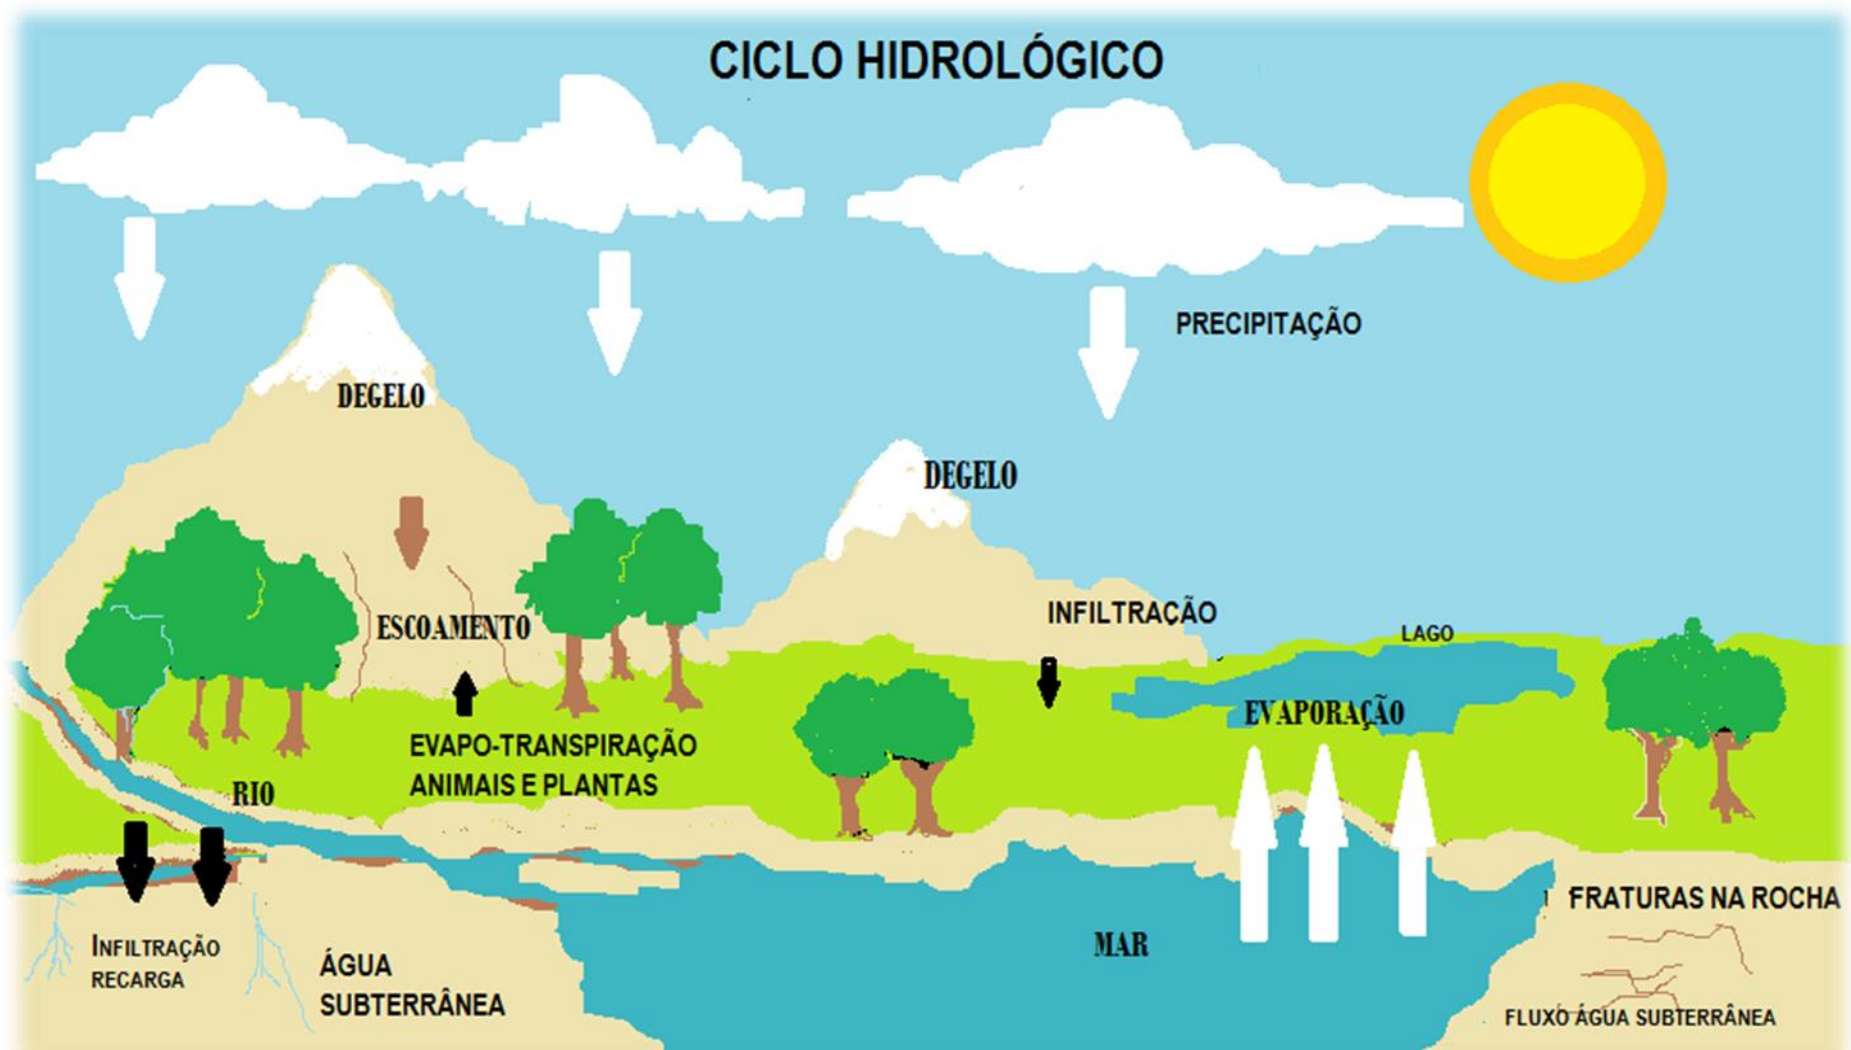 CICLO HIDROLÓGICO
PRECIPITAÇÃO
DEGELO
DEGELO
INFILTRAÇÃO
ESCOAMENTO
LAGO
EVAPORAÇÃO
EVAPO-TRANSPIRAÇÃO
ANIMAIS E PLANTAS
RIO
FRATURAS NA ROCHA
MAR
INFILTRAÇÃO
RECARGA
ÁGUA
SUBTERRÂNEA
FLUXO ÁGUA SUBTERRÂNEA